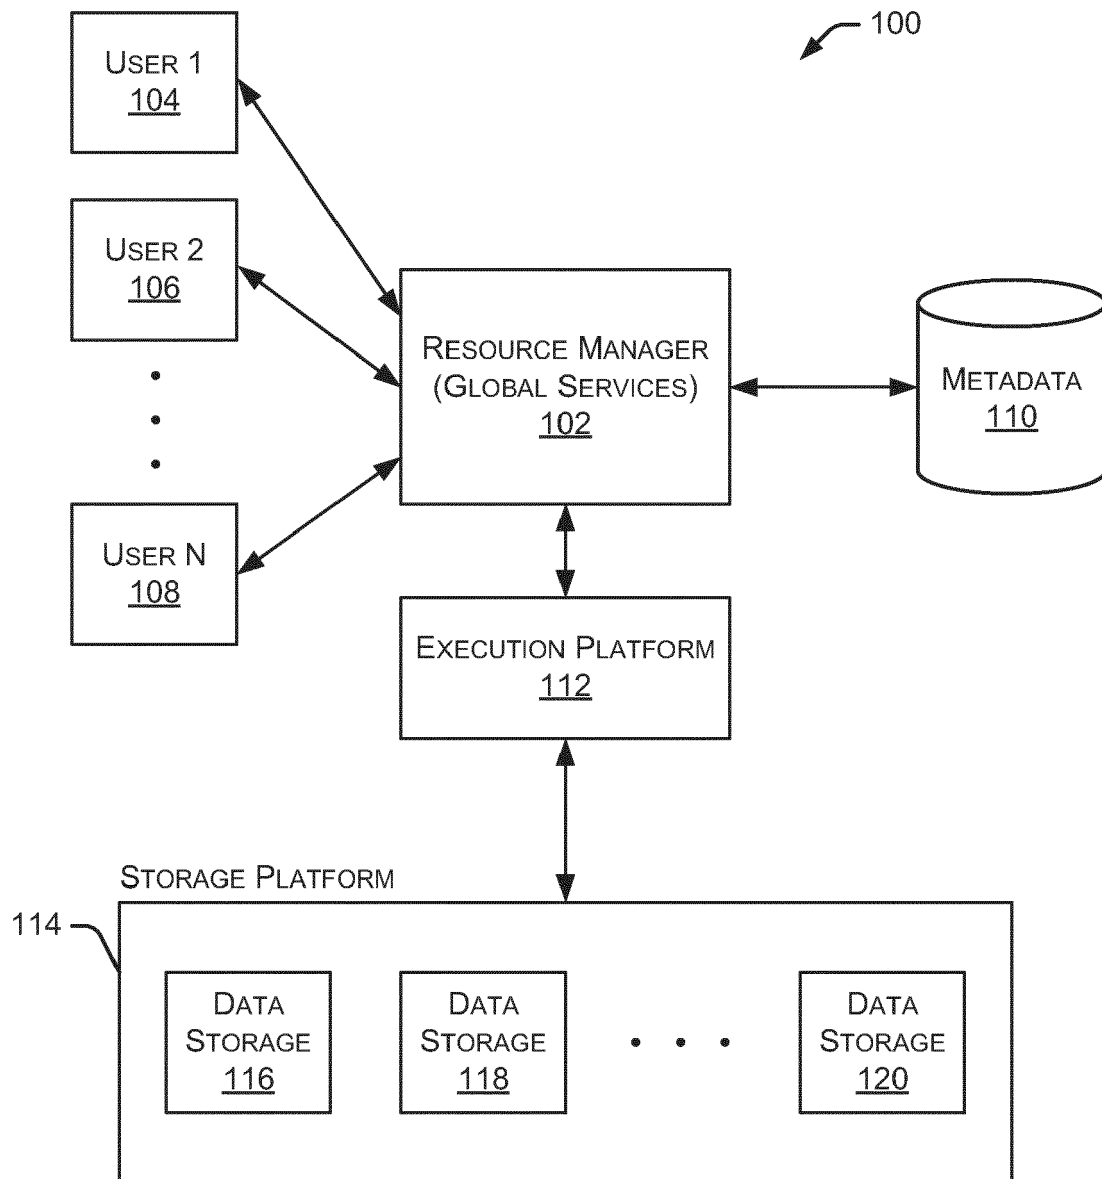 100
USER 1
104
USER 2
106
USER N
108
RESOURCE MANAGER
(GLOBAL SERVICES)
102
METADATA
110
EXECUTION PLATFORM
112
STORAGE PLATFORM
114
DATA
STORAGE
116
DATA
STORAGE
118
DATA
STORAGE
120